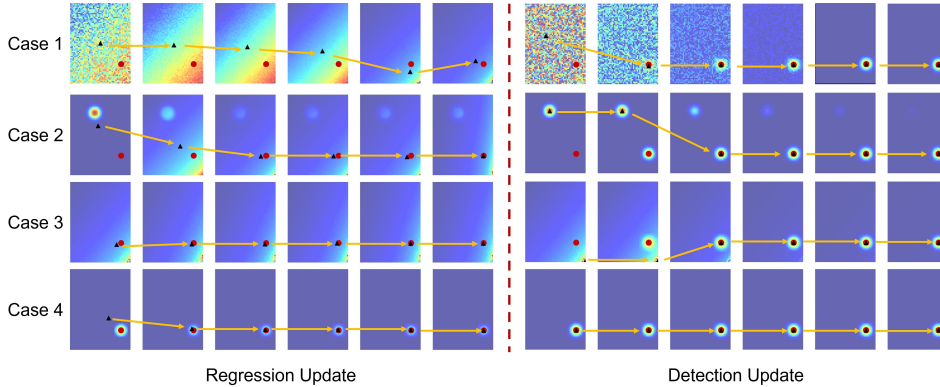 Case 1
Case 2
Case 3
Case 4
Regression Update
Detection Update